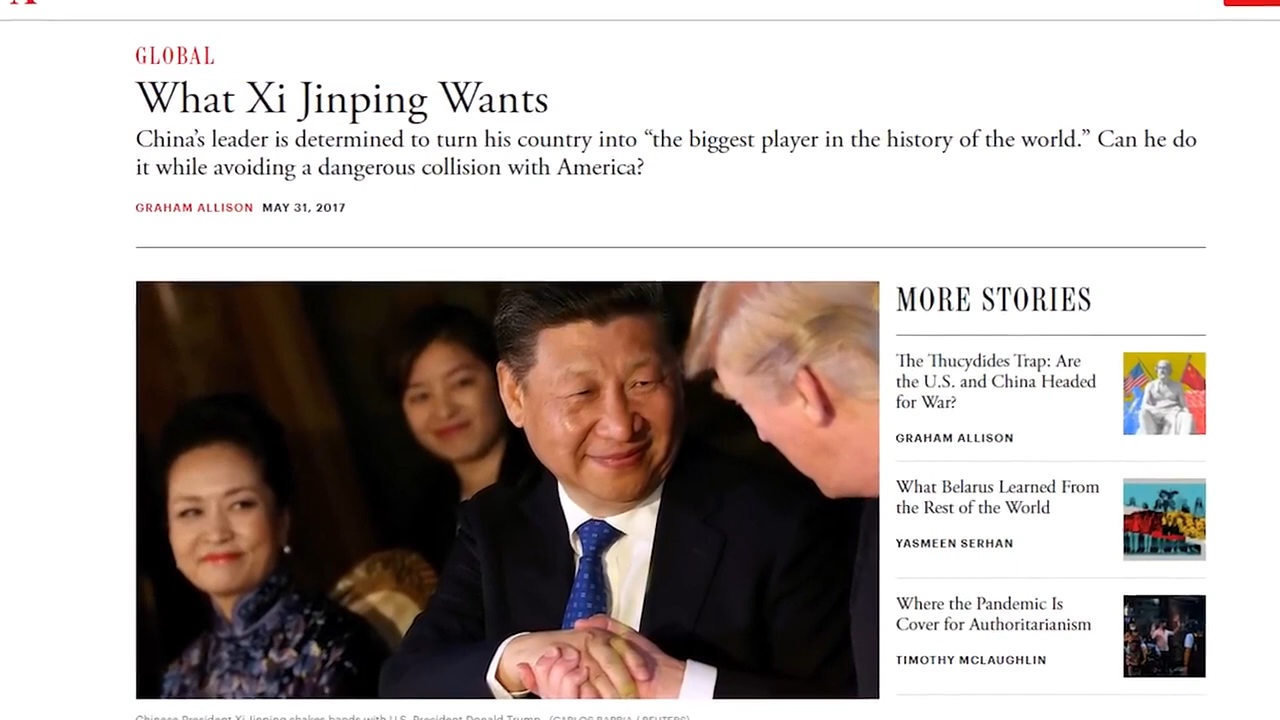 GLOBAL
What Xi Jinping Wants
China’s leader is determined to turn his country into “the biggest player in the history of the world.” Can he do
it while avoiding a dangerous collision with America?
GRAHAM ALLISON MAY 31, 2017
MORE STORIES
The Thucydides Trap: Are
the U.S. and China Headed
for War?
GRAHAM ALLISON
What Belarus Learned From
the Rest of the World
YASMEEN SERHAN
Where the Pandemic Is
Cover for Authoritarianism
TIMOTHY MCLAUGHLIN
Chinese President Xi Jinping shakes hands with U.S. President Donald Trump. (CARLOS BARRIA / REUTERS)